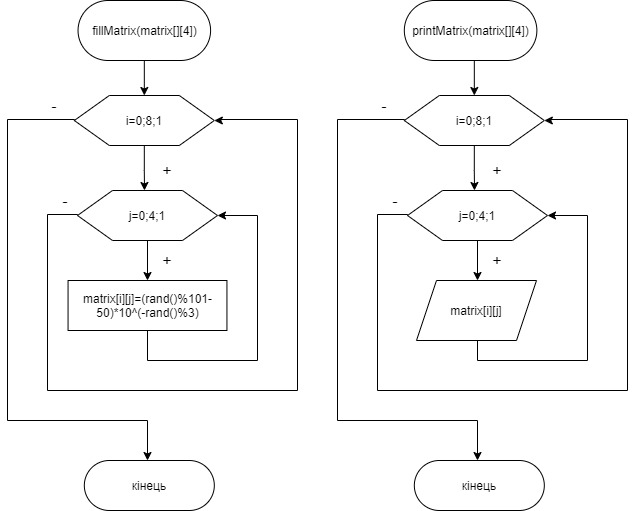 fillMatrix(matrix[][4])
-
i=0;8;1
+
-
j=0;4;1
+
matrix[i][j]=(rand()%101-
50)*10^(-rand()%3)
кінець
printMatrix(matrix[][4])
-
i=0;8;1
+
-
j=0;4;1
+
matrix[i][j]
кінець